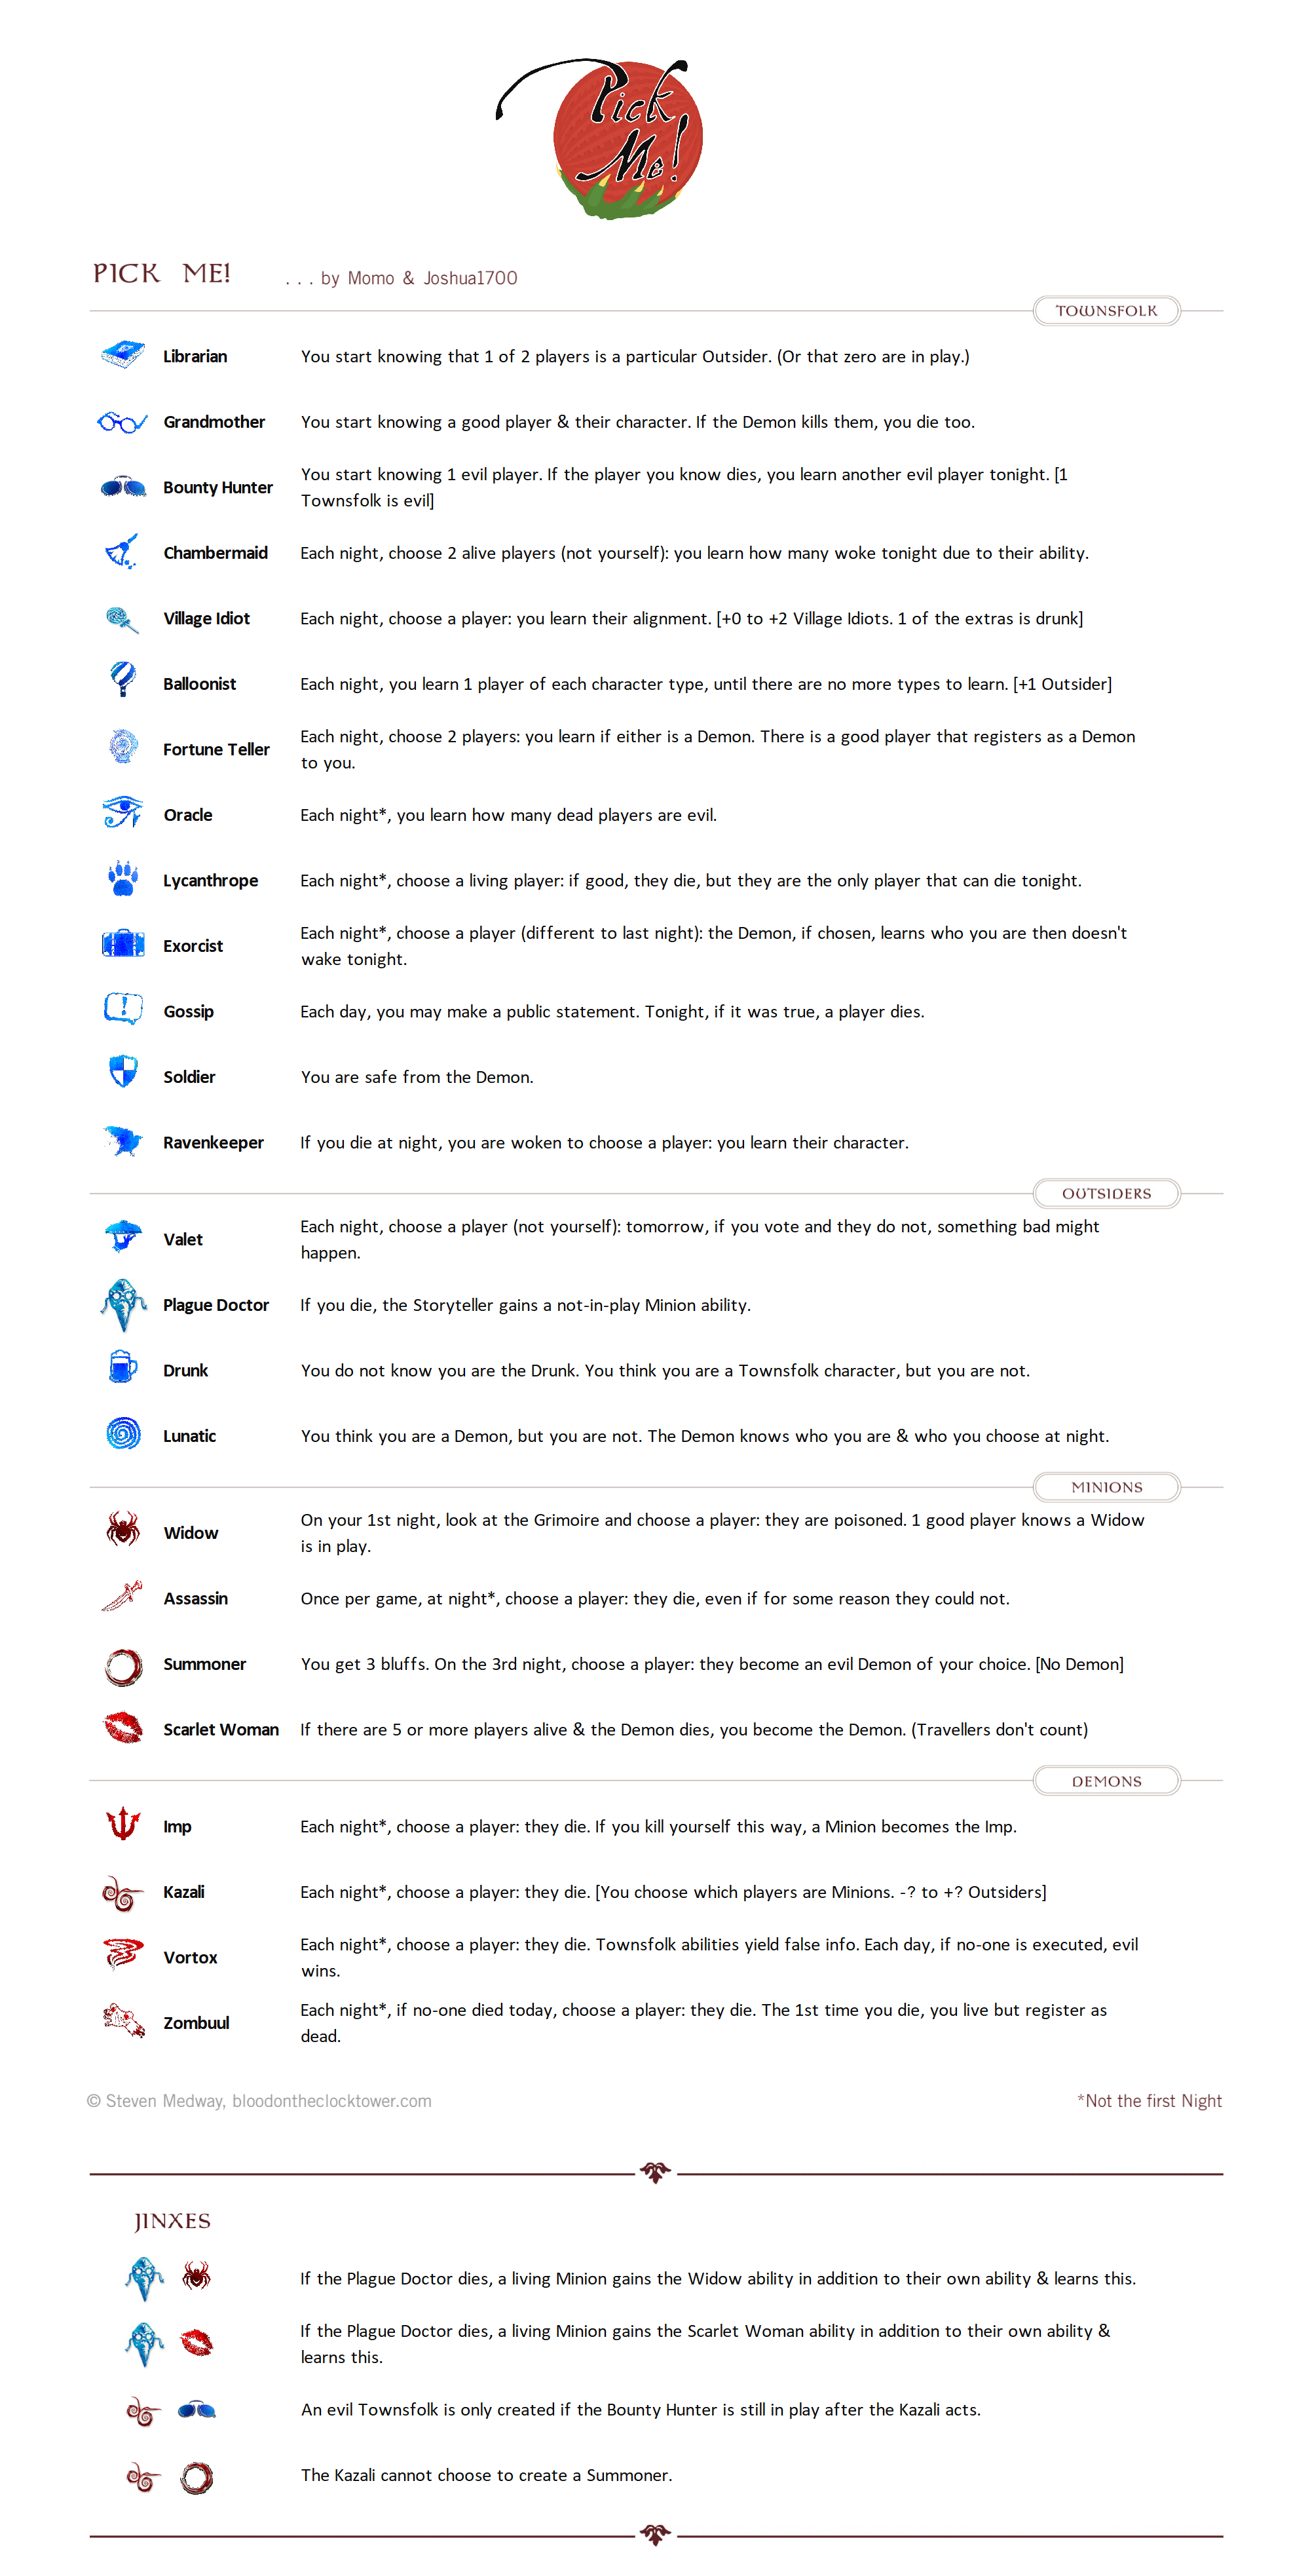 Pick
Me!
PICK ME!
. . . by Momo & Joshua1700
TOWNSFOLK
Librarian
You start knowing that 1 of 2 players is a particular Outsider. (Or that zero are in play.)
Grandmother
You start knowing a good player & their character. If the Demon kills them, you die too.
Bounty Hunter
You start knowing 1 evil player. If the player you know dies, you learn another evil player tonight. [1
Townsfolk is evil]
Chambermaid
Each night, choose 2 alive players (not yourself): you learn how many woke tonight due to their ability.
Village Idiot
Each night, choose a player: you learn their alignment. [+0 to +2 Village Idiots. 1 of the extras is drunk]
Balloonist
Each night, you learn 1 player of each character type, until there are no more types to learn. [+1 Outsider]
Fortune Teller
Each night, choose 2 players: you learn if either is a Demon. There is a good player that registers as a Demon
to you.
Oracle
Each night*, you learn how many dead players are evil.
Lycanthrope
Each night*, choose a living player: if good, they die, but they are the only player that can die tonight.
Exorcist
Each night*, choose a player (different to last night): the Demon, if chosen, learns who you are then doesn't
wake tonight.
Gossip
Each day, you may make a public statement. Tonight, if it was true, a player dies.
Soldier
You are safe from the Demon.
Ravenkeeper
If you die at night, you are woken to choose a player: you learn their character.
OUTSIDERS
Valet
Each night, choose a player (not yourself): tomorrow, if you vote and they do not, something bad might
happen.
Plague Doctor
If you die, the Storyteller gains a not-in-play Minion ability.
Drunk
You do not know you are the Drunk. You think you are a Townsfolk character, but you are not.
Lunatic
You think you are a Demon, but you are not. The Demon knows who you are & who you choose at night.
MINIONS
Widow
On your 1st night, look at the Grimoire and choose a player: they are poisoned. 1 good player knows a Widow
is in play.
Assassin
Once per game, at night*, choose a player: they die, even if for some reason they could not.
Summoner
You get 3 bluffs. On the 3rd night, choose a player: they become an evil Demon of your choice. [No Demon]
Scarlet Woman
If there are 5 or more players alive & the Demon dies, you become the Demon. (Travellers don't count)
DEMONS
Imp
Each night*, choose a player: they die. If you kill yourself this way, a Minion becomes the Imp.
Kazali
Each night*, choose a player: they die. [You choose which players are Minions. -? to +? Outsiders]
Vortox
Each night*, choose a player: they die. Townsfolk abilities yield false info. Each day, if no-one is executed, evil
wins.
Zombuul
Each night*, if no-one died today, choose a player: they die. The 1st time you die, you live but register as
dead.
© Steven Medway, bloodontheclocktower.com
*Not the first Night
JINXES
If the Plague Doctor dies, a living Minion gains the Widow ability in addition to their own ability & learns this.
If the Plague Doctor dies, a living Minion gains the Scarlet Woman ability in addition to their own ability &
learns this.
An evil Townsfolk is only created if the Bounty Hunter is still in play after the Kazali acts.
The Kazali cannot choose to create a Summoner.